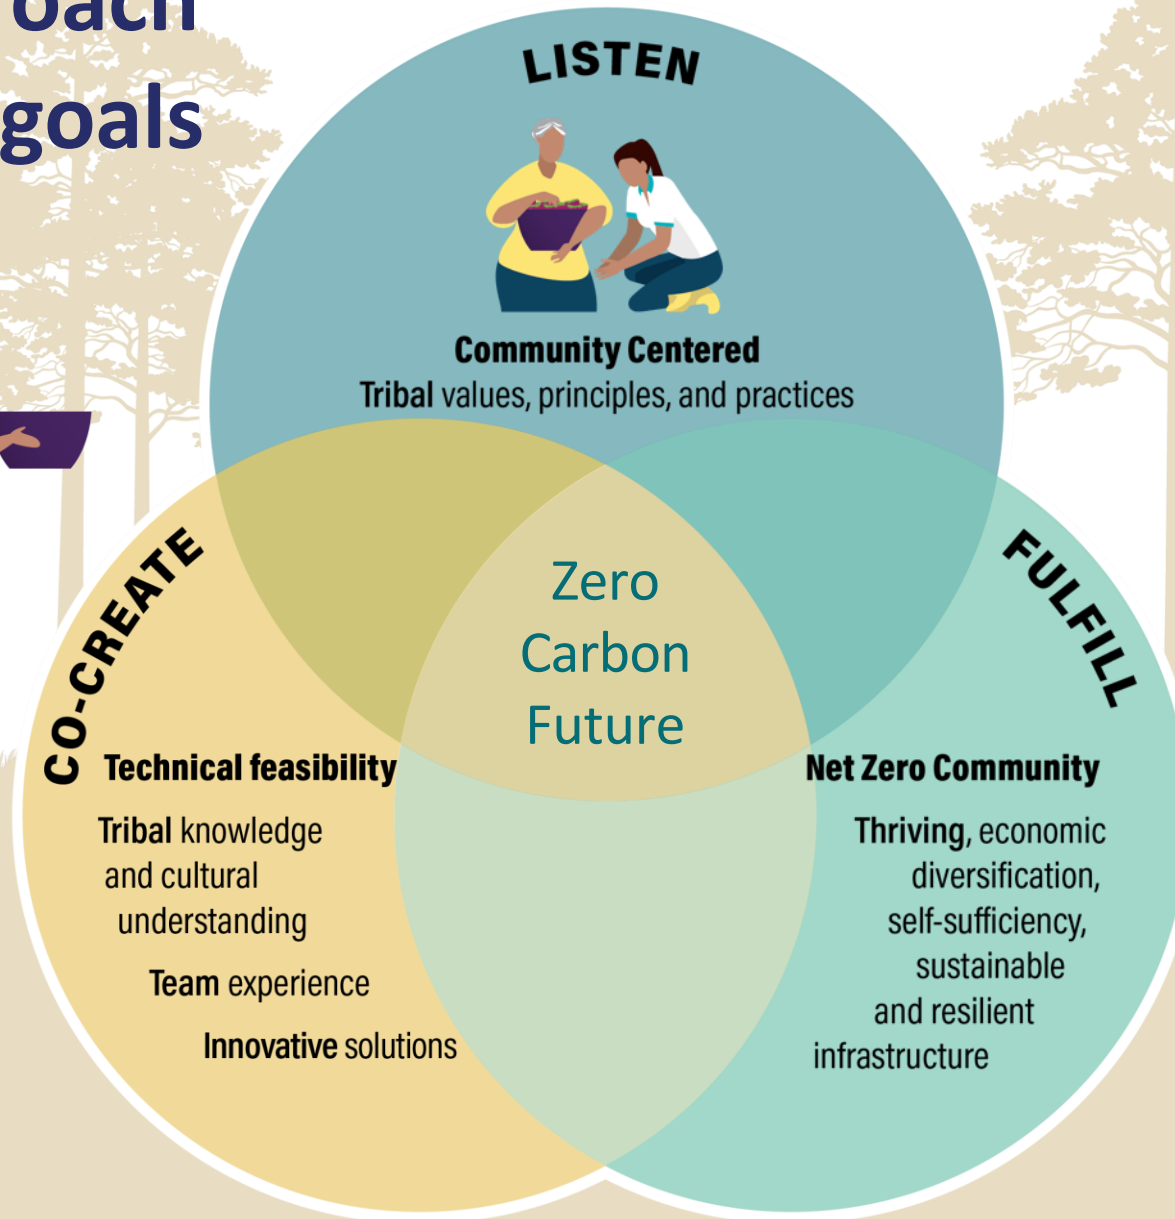 goals
LISTEN
Community Centered
Tribal values, principles, and practices
CO-CREATE
FULFILL
Zero
Carbon
Future
Technical feasibility
Tribal knowledge
and cultural
understanding
Team experience
Innovative solutions
Net Zero Community
Thriving, economic
diversification,
self-sufficiency,
sustainable
and resilient
infrastructure